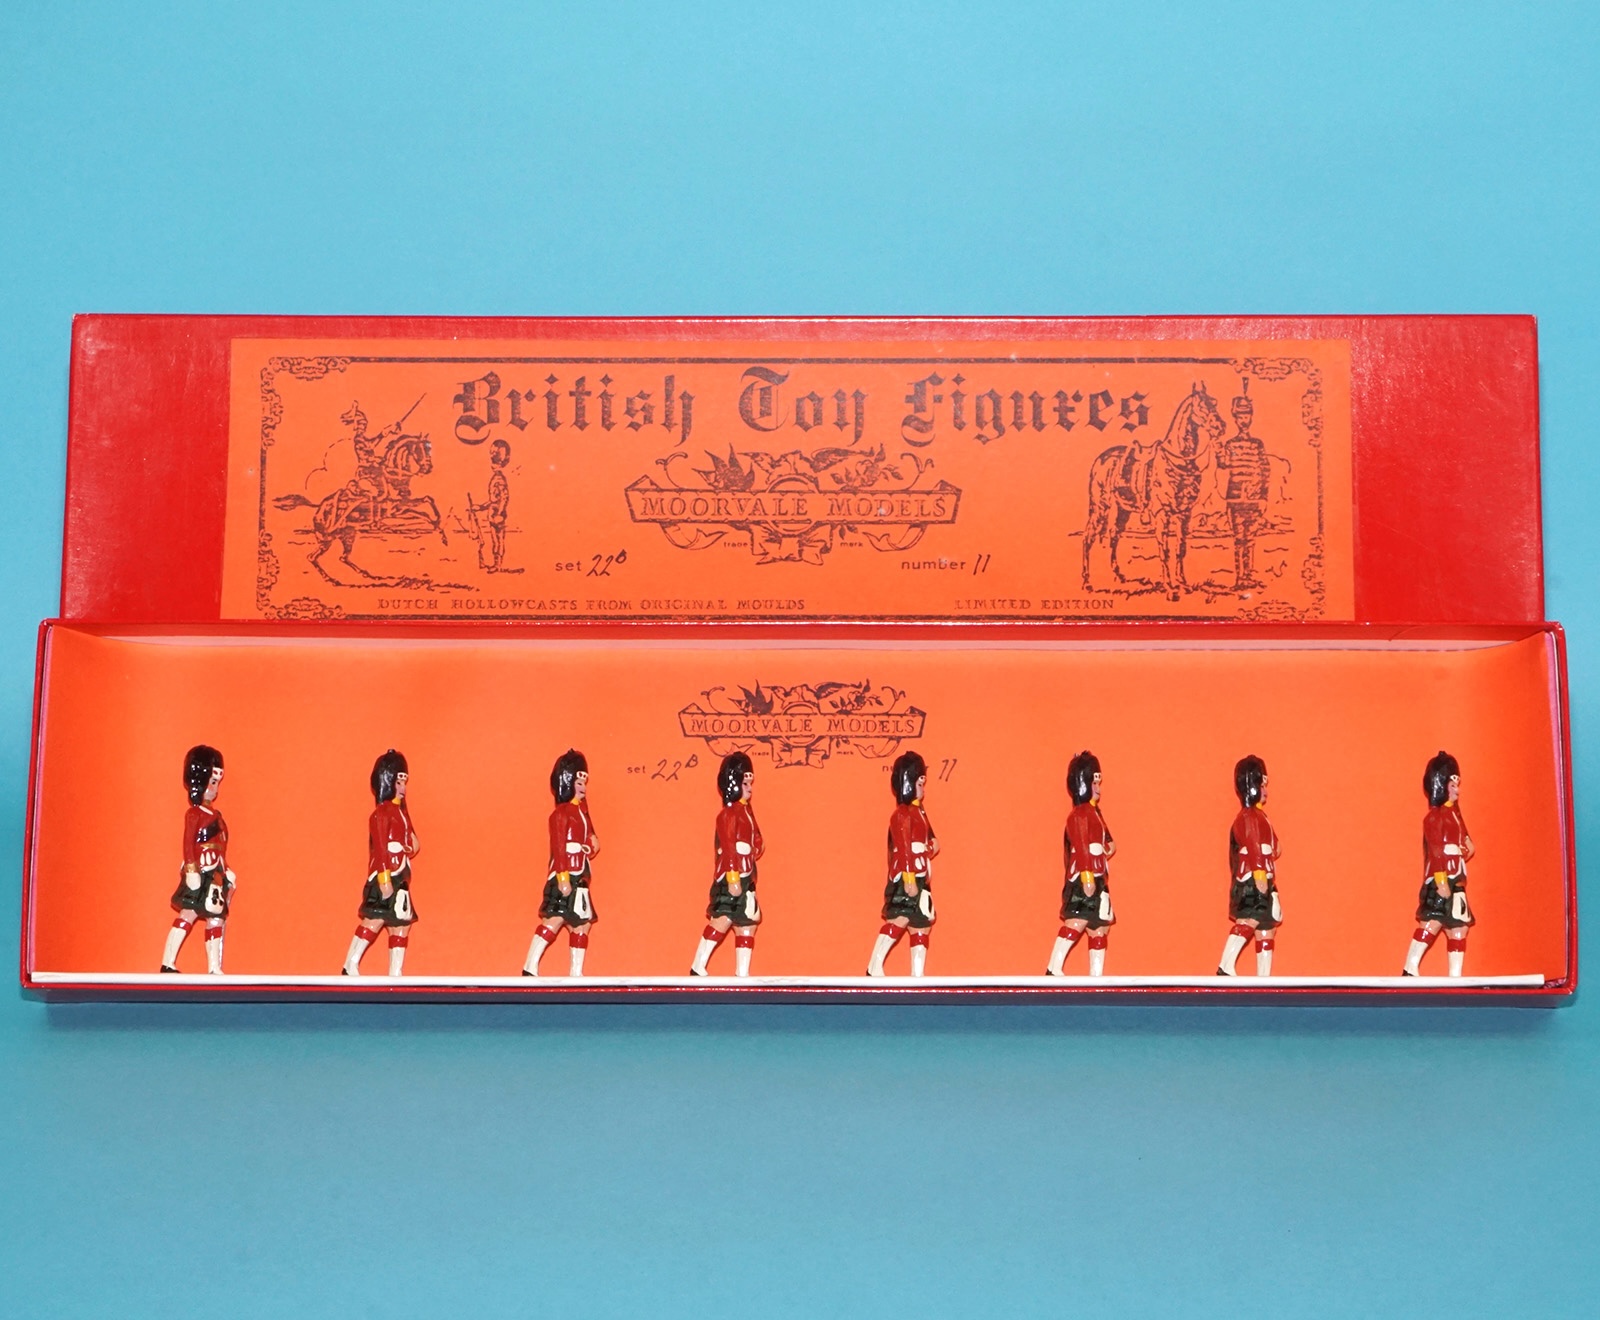 British Toy Figures
MOORVALE MODELS
trade mark
set 22B number 11
DUTCH HOLLOWCASTS FROM ORIGINAL MOULDS LIMITED EDITION
MOORVALE MODELS
trade mark
set 22B 11